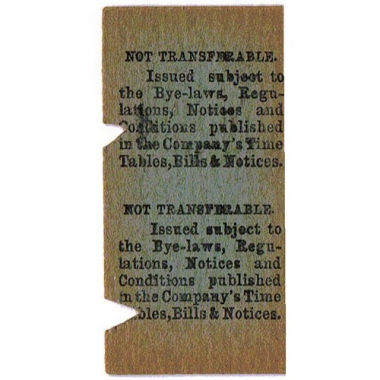 NOT TRANSFERABLE.
Issued subject to
the Bye-laws, Regu-
lations, Notices and
Conditions published
in the Company's Time
Tables, Bills & Notices.
NOT TRANSFERABLE.
Issued subject to
the Bye-laws, Regu-
lations, Notices and
Conditions published
in the Company's Time
Tables, Bills & Notices.